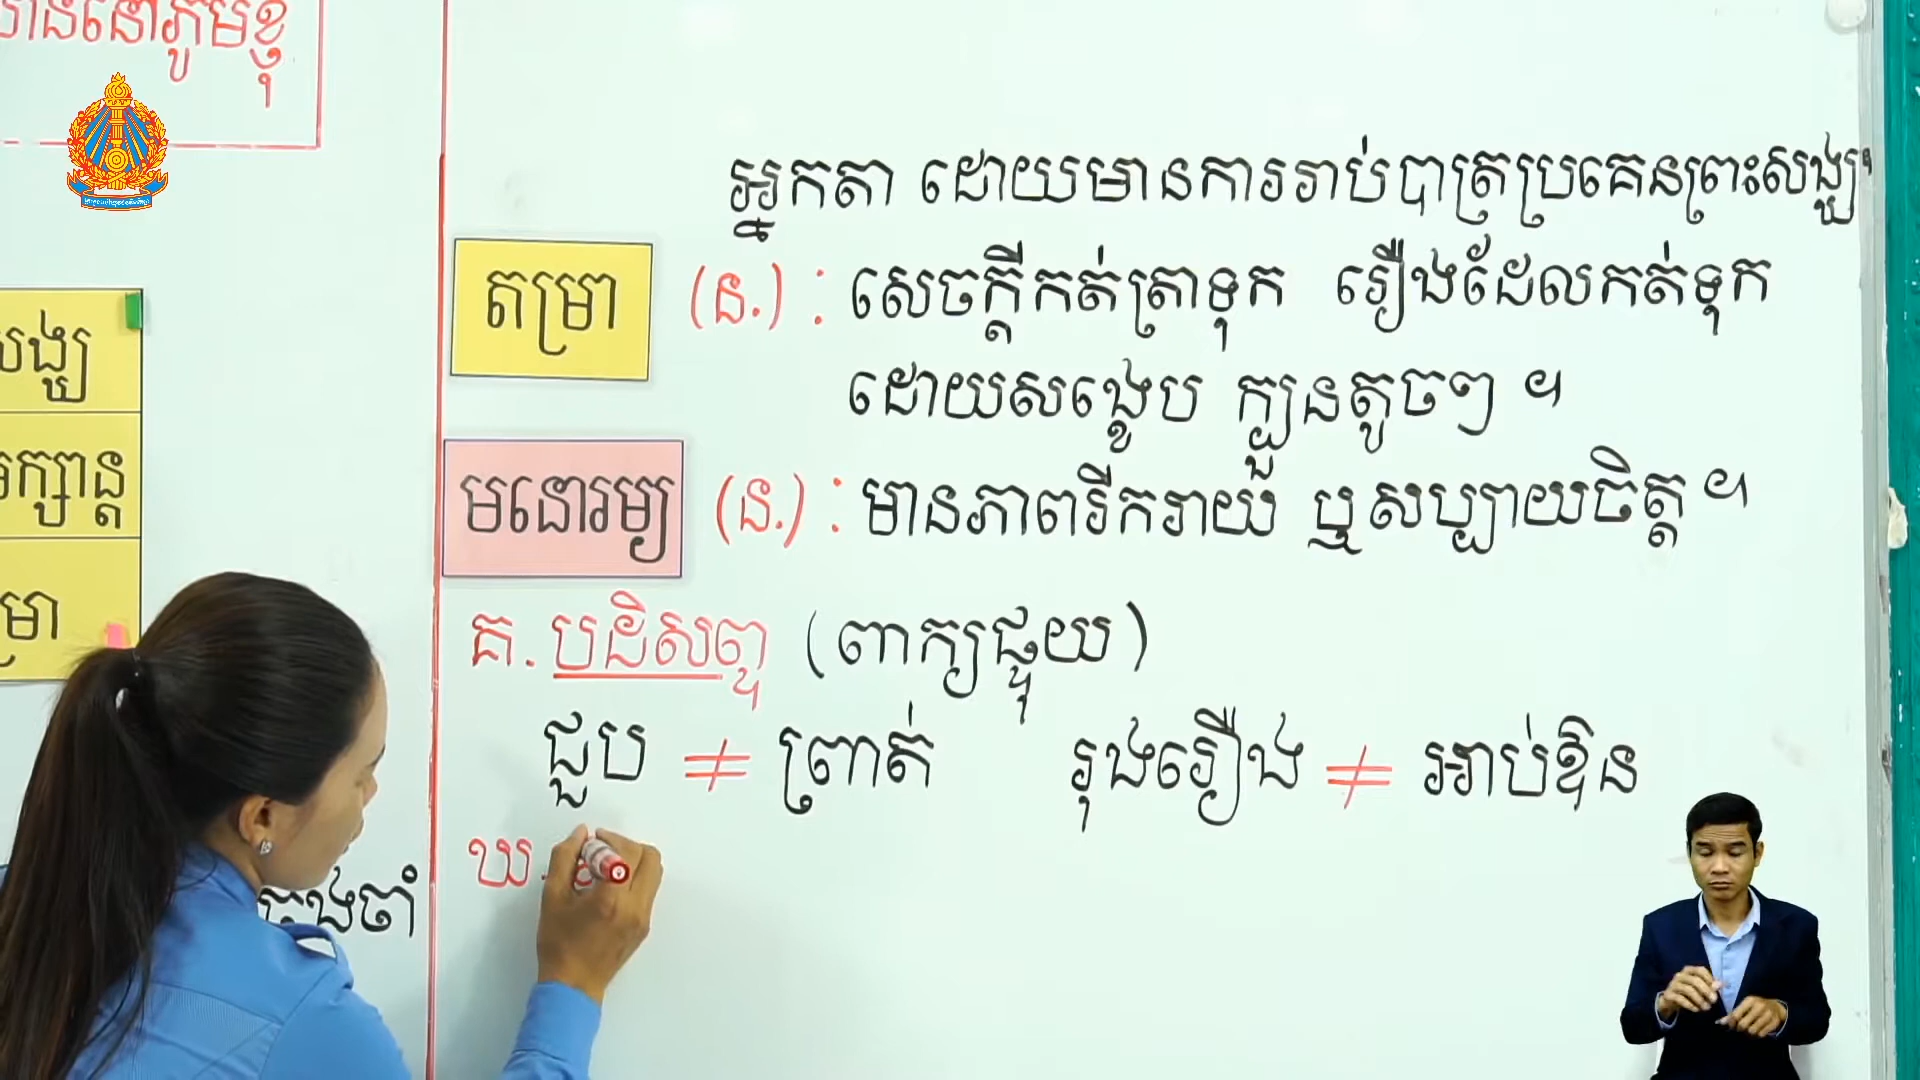 ខ្ញុំ
អ្នកតា ដោយមានការរាប់បាត្រប្រគេនព្រះសង្ឃ។
តម្រា (ន.) : សេចក្ដីកត់ត្រាទុក រឿងដែលកត់ទុក
ដោយសង្ខេប ក្បួនតូចៗ ។
មនោរម្យ (ន.) : មានភាពរីករាយ ឬសប្បាយចិត្ត ។
គ. បដិសព្ទ (ពាក្យផ្ទុយ)
ជួប ≠ ព្រាត់ រុងរឿង ≠ អាប់ឱន
ឃ.